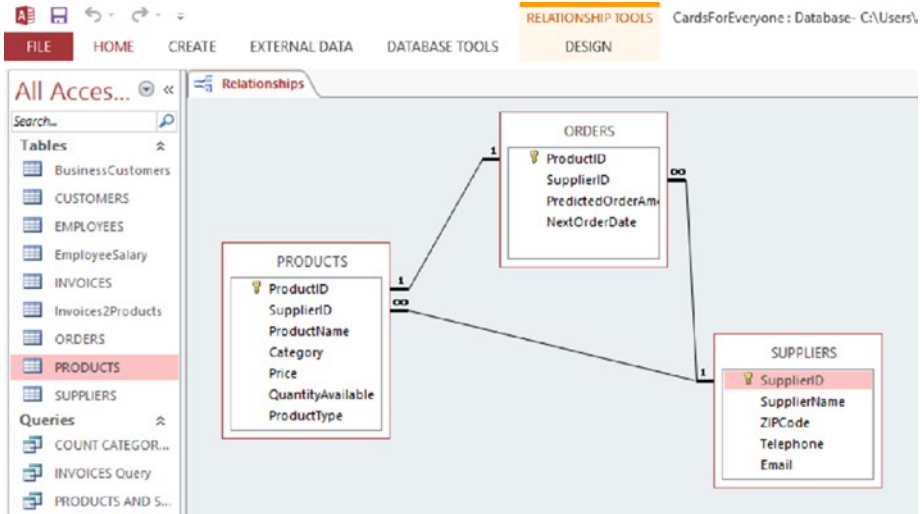 RELATIONSHIP TOOLS CardsForEveryone : Database- C:\Users\
FILE HOME CREATE EXTERNAL DATA DATABASE TOOLS DESIGN
All Acces... «
Search...
Tables
BusinessCustomers
CUSTOMERS
EMPLOYEES
EmployeeSalary
INVOICES
Invoices2Products
ORDERS
PRODUCTS
SUPPLIERS
Queries
COUNT CATEGOR...
INVOICES Query
PRODUCTS AND S...
Relationships
ORDERS
ProductID
SupplierID
PredictedOrderAm
NextOrderDate
1
∞
PRODUCTS
ProductID
SupplierID
ProductName
Category
Price
QuantityAvailable
ProductType
1
∞
SUPPLIERS
SupplierID
SupplierName
ZIPCode
Telephone
Email
1